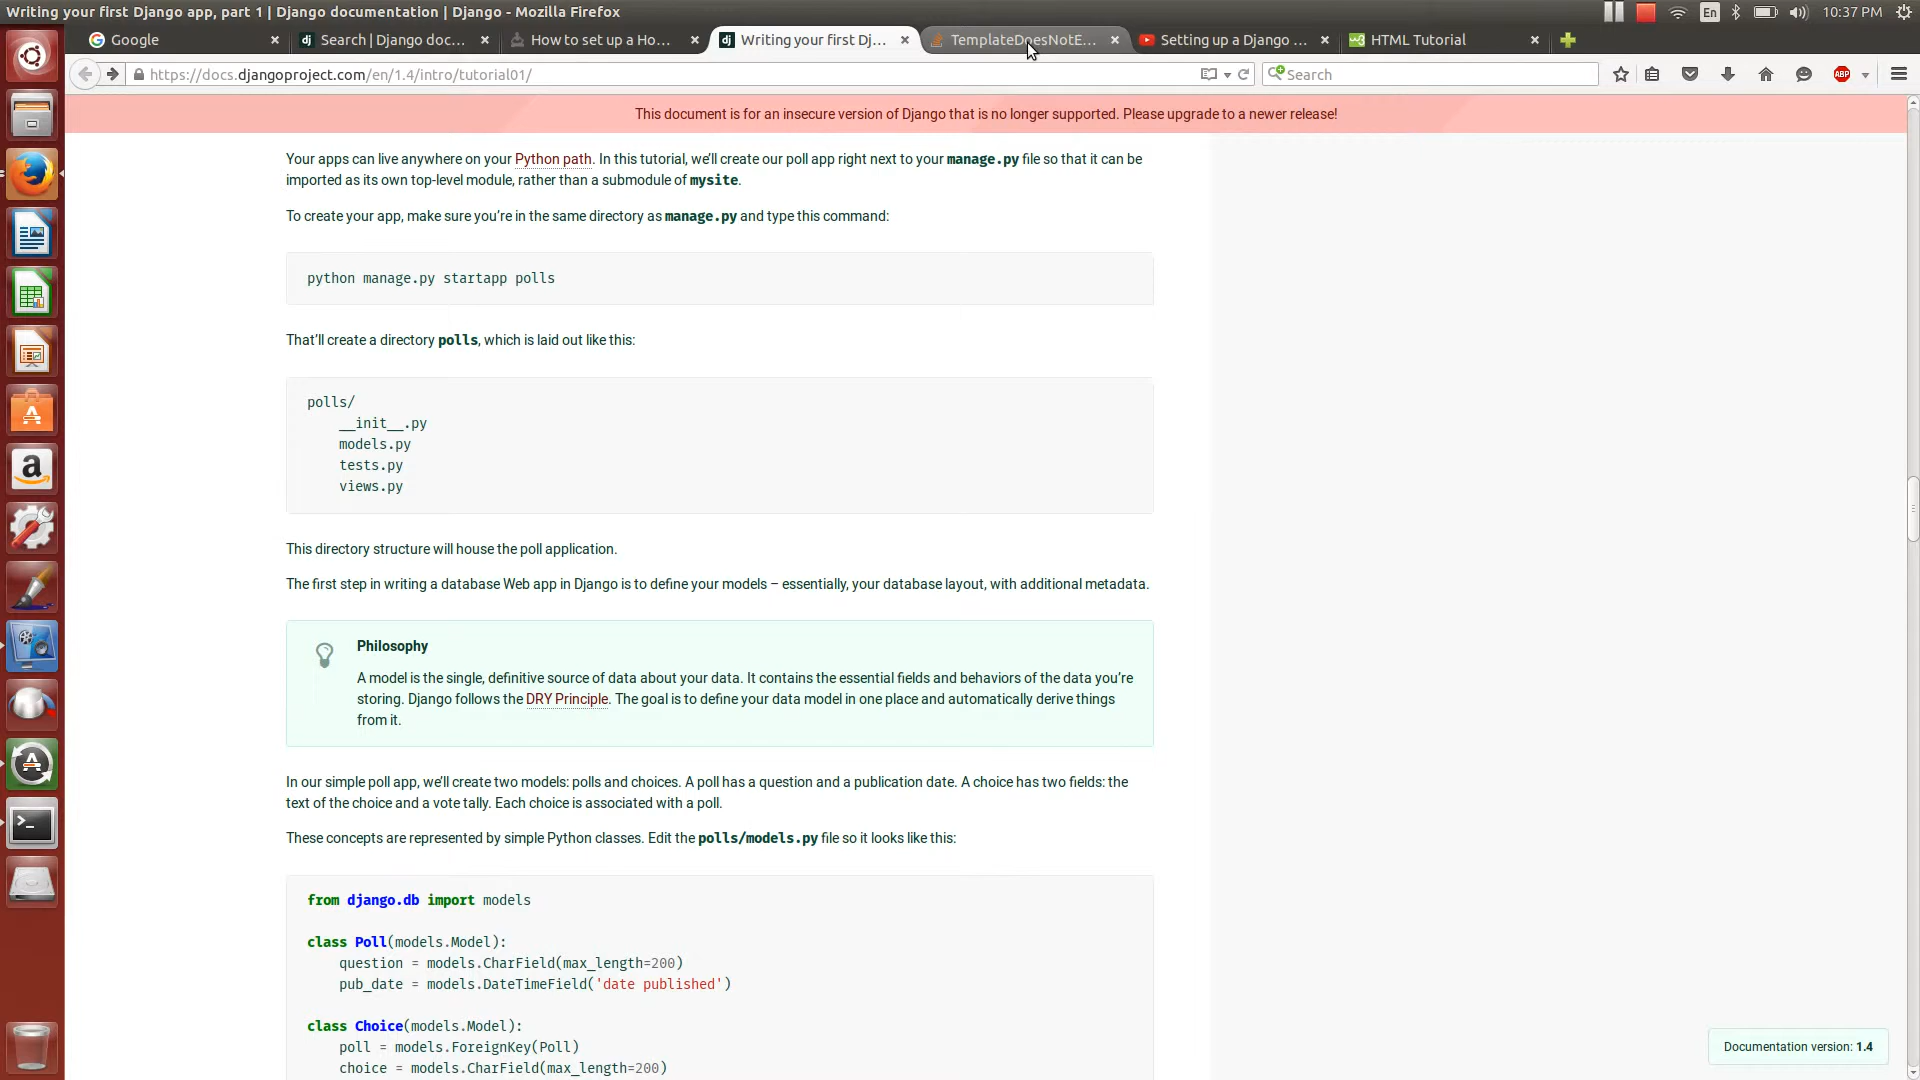 Writing your first Django app, part 1 | Django documentation | Django - Mozilla Firefox
En
10:37 PM
Google
Search | Django doc...
How to set up a Ho...
Writing your first Dj...
TemplateDoesNotE...
Setting up a Django ...
HTML Tutorial
https://docs.djangoproject.com/en/1.4/intro/tutorial01/
Search
ABP
This document is for an insecure version of Django that is no longer supported. Please upgrade to a newer release!
Your apps can live anywhere on your Python path. In this tutorial, we'll create our poll app right next to your manage.py file so that it can be
imported as its own top-level module, rather than a submodule of mysite.
To create your app, make sure you're in the same directory as manage.py and type this command:
python manage.py startapp polls
That'll create a directory polls, which is laid out like this:
polls/
__init__.py
models.py
tests.py
views.py
This directory structure will house the poll application.
The first step in writing a database Web app in Django is to define your models – essentially, your database layout, with additional metadata.
Philosophy
A model is the single, definitive source of data about your data. It contains the essential fields and behaviors of the data you're
storing. Django follows the DRY Principle. The goal is to define your data model in one place and automatically derive things
from it.
In our simple poll app, we'll create two models: polls and choices. A poll has a question and a publication date. A choice has two fields: the
text of the choice and a vote tally. Each choice is associated with a poll.
These concepts are represented by simple Python classes. Edit the polls/models.py file so it looks like this:
from django.db import models
class Poll(models.Model):
question = models.CharField(max_length=200)
pub_date = models.DateTimeField('date published')
class Choice(models.Model):
poll = models.ForeignKey(Poll)
choice = models.CharField(max_length=200)
Documentation version: 1.4